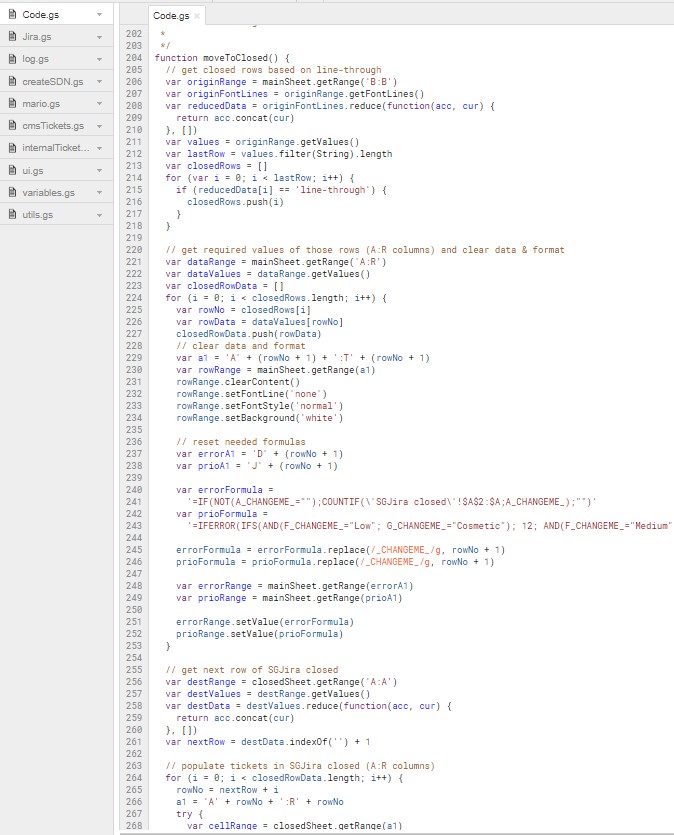 Code.gs
Jira.gs
log.gs
createSDN.gs
mario.gs
cmsTickets.gs
internalTicket...
ui.gs
variables.gs
utils.gs
Code.gs ×
202 *
203 */
204 function moveToClosed() {
205 // get closed rows based on line-through
206 var originRange = mainSheet.getRange('B:B')
207 var originFontLines = originRange.getFontLines()
208 var reducedData = originFontLines.reduce(function(acc, cur) {
209 return acc.concat(cur)
210 }, [])
211 var values = originRange.getValues()
212 var lastRow = values.filter(String).length
213 var closedRows = []
214 for (var i = 0; i < lastRow; i++) {
215 if (reducedData[i] == 'line-through') {
216 closedRows.push(i)
217 }
218 }
219
220 // get required values of those rows (A:R columns) and clear data & format
221 var dataRange = mainSheet.getRange('A:R')
222 var dataValues = dataRange.getValues()
223 var closedRowData = []
224 for (i = 0; i < closedRows.length; i++) {
225 var rowNo = closedRows[i]
226 var rowData = dataValues[rowNo]
227 closedRowData.push(rowData)
228 // clear data and format
229 var a1 = 'A' + (rowNo + 1) + ':T' + (rowNo + 1)
230 var rowRange = mainSheet.getRange(a1)
231 rowRange.clearContent()
232 rowRange.setFontLine('none')
233 rowRange.setFontStyle('normal')
234 rowRange.setBackground('white')
235
236 // reset needed formulas
237 var errorA1 = 'D' + (rowNo + 1)
238 var prioA1 = 'J' + (rowNo + 1)
239
240 var errorFormula =
241 '=IF(NOT(A_CHANGEME_="");COUNTIF(\'SGJira closed\'!$A$2:$A;A_CHANGEME_);"")'
242 var prioFormula =
243 '=IFERROR(IFS(AND(F_CHANGEME_="Low"; G_CHANGEME_="Cosmetic"); 12; AND(F_CHANGEME_="Medium"
244
245 errorFormula = errorFormula.replace(/_CHANGEME_/g, rowNo + 1)
246 prioFormula = prioFormula.replace(/_CHANGEME_/g, rowNo + 1)
247
248 var errorRange = mainSheet.getRange(errorA1)
249 var prioRange = mainSheet.getRange(prioA1)
250
251 errorRange.setValue(errorFormula)
252 prioRange.setValue(prioFormula)
253 }
254
255 // get next row of SGJira closed
256 var destRange = closedSheet.getRange('A:A')
257 var destValues = destRange.getValues()
258 var destData = destValues.reduce(function(acc, cur) {
259 return acc.concat(cur)
260 }, [])
261 var nextRow = destData.indexOf('') + 1
262
263 // populate tickets in SGJira closed (A:R columns)
264 for (i = 0; i < closedRowData.length; i++) {
265 rowNo = nextRow + i
266 a1 = 'A' + rowNo + ':R' + rowNo
267 try {
268 var cellRange = closedSheet.getRange(a1)